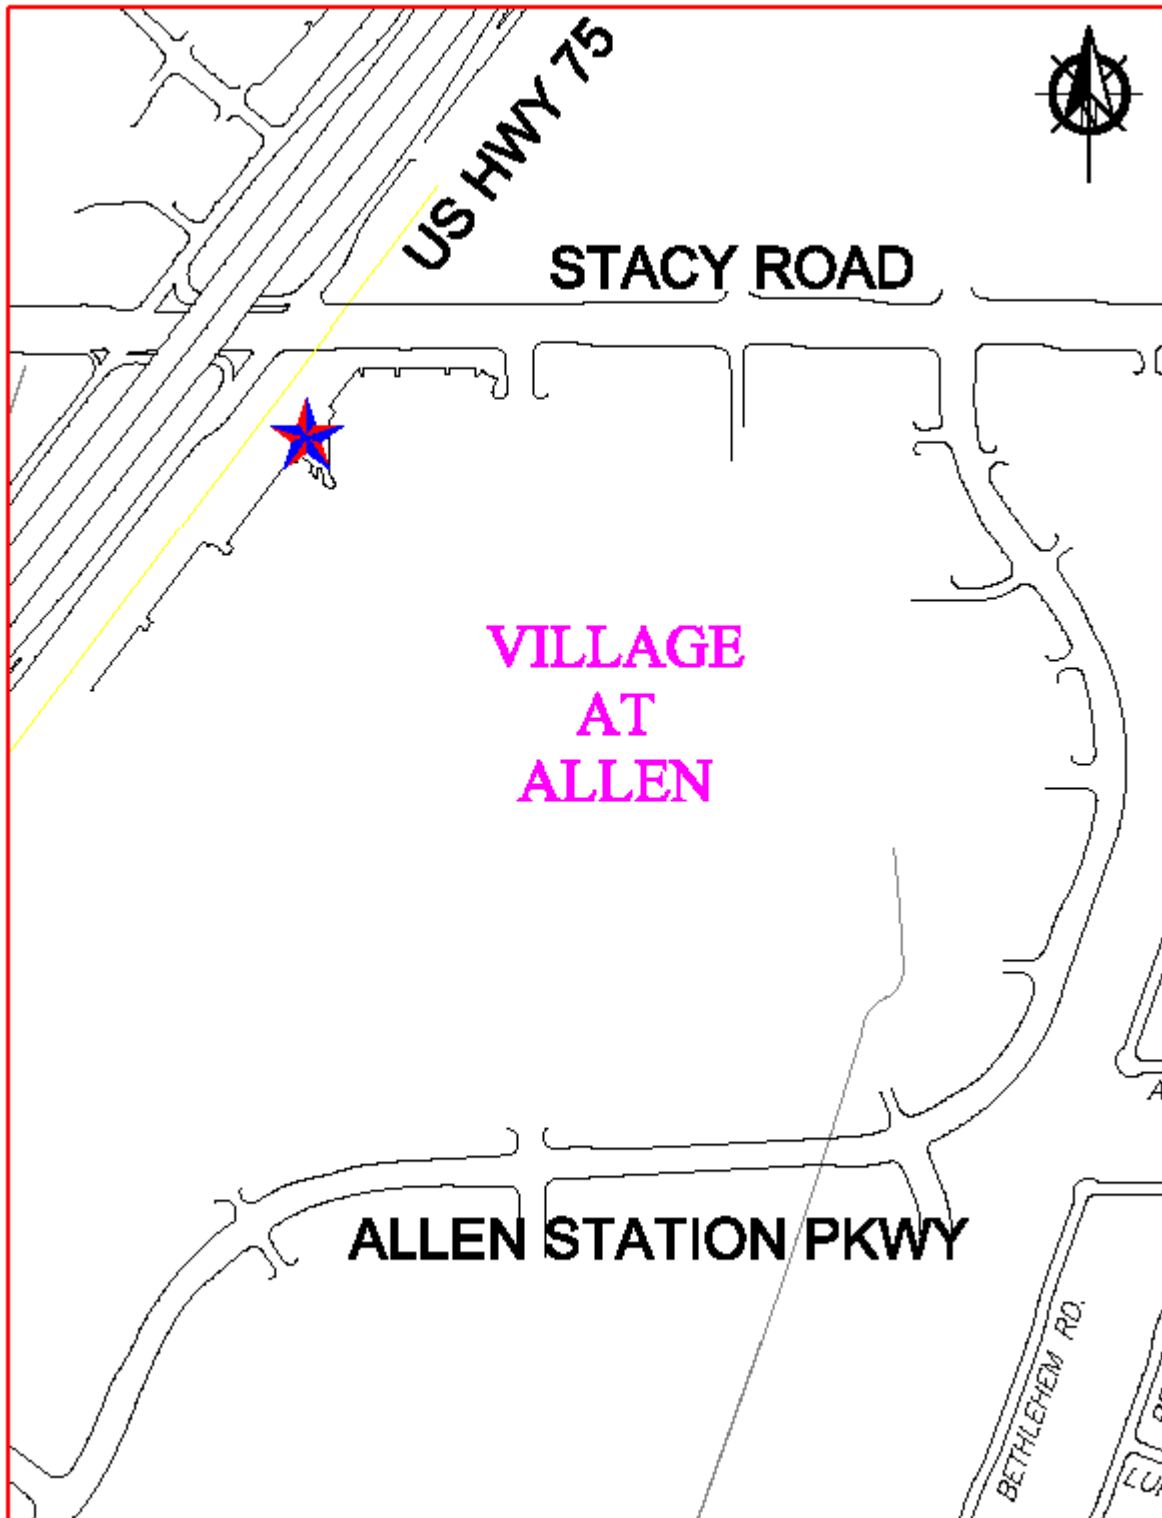 US HWY 75
STACY ROAD
VILLAGE
AT
ALLEN
ALLEN STATION PKWY
BETHLEHEM RD.